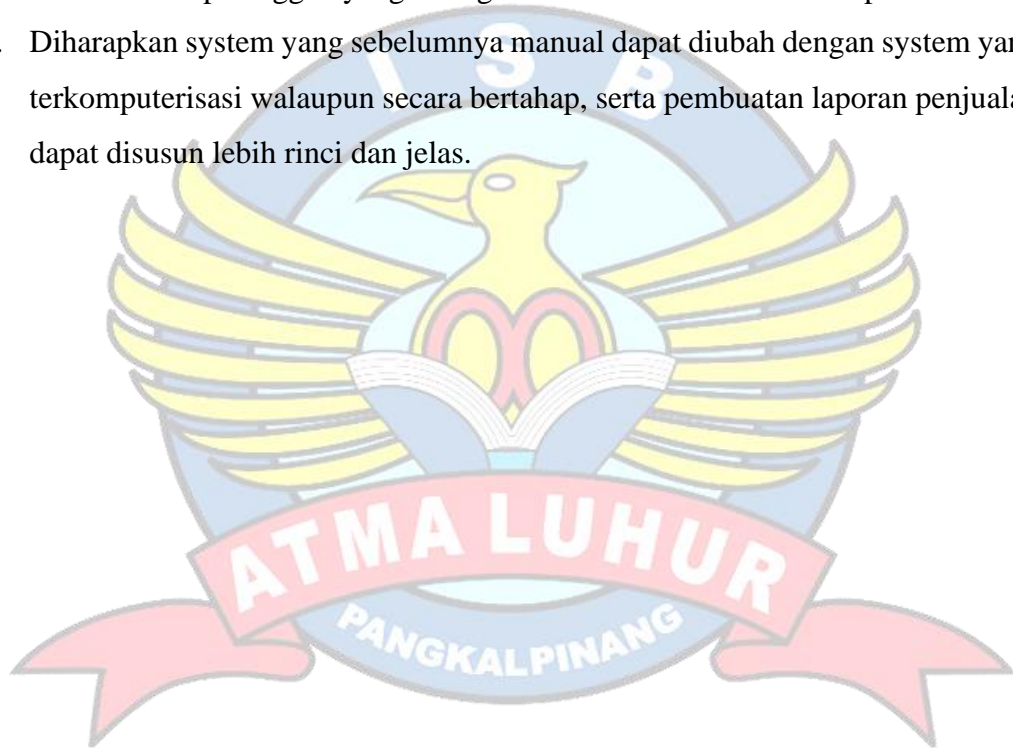 . Diharapkan system yang sebelumnya manual dapat diubah dengan system yan
terkomputerisasi walaupun secara bertahap, serta pembuatan laporan penjuala
dapat disusun lebih rinci dan jelas.
I S B
ATMA LUHUR
PANGKALPINANG